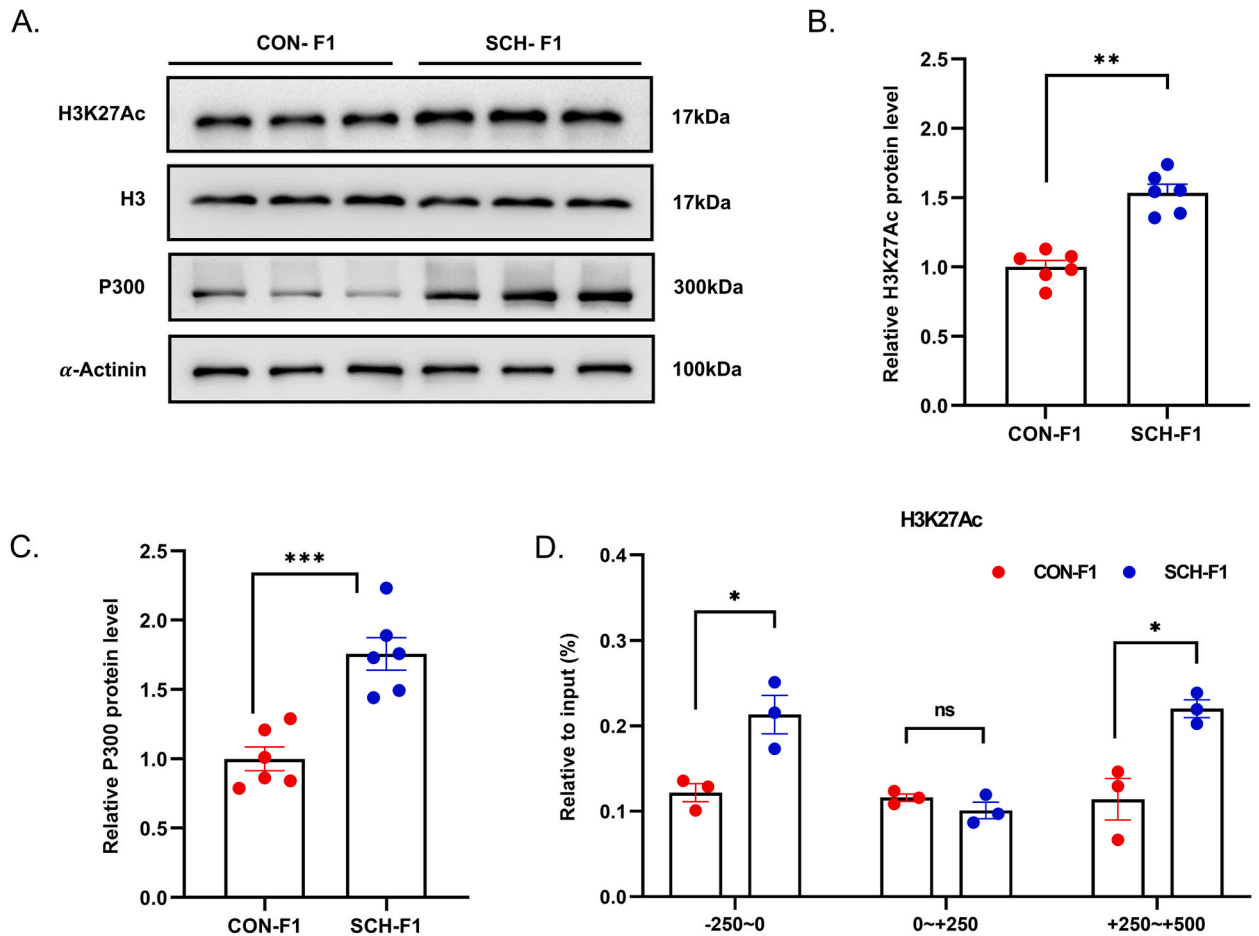 A.
CON- F1 SCH-F1
H3K27Ac 17kDa
H3 17kDa
P300 300kDa
α-Actinin 100kDa
B.
Relative H3K27Ac protein level
2.5
2.0
1.5
1.0
0.5
0.0
**
CON-F1 SCH-F1
C.
Relative P300 protein level
2.5
2.0
1.5
1.0
0.5
0.0
***
CON-F1 SCH-F1
D.
H3K27Ac
CON-F1 SCH-F1
Relative to input (%)
0.4
0.3
0.2
0.1
0.0
*
ns
*
-250~0 0~+250 +250~+500